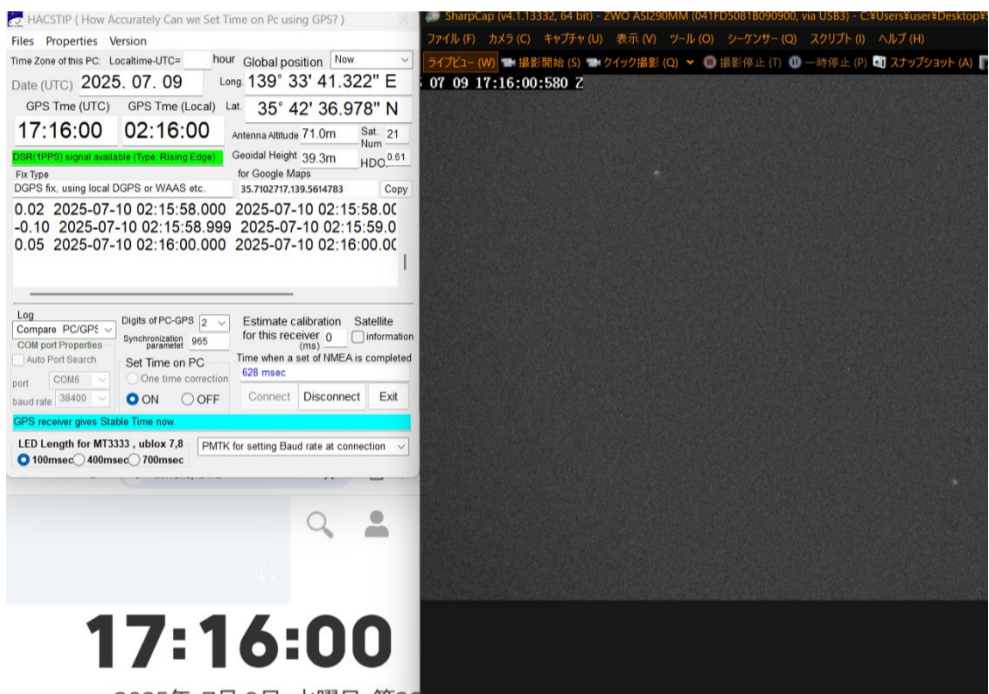 HACSTIP ( How Accurately Can we Set Time on Pc using GPS? )
Files Properties Version
Time Zone of this PC: Localtime-UTC= hour Global position Now
Date (UTC) 2025. 07. 09 Long. 139° 33' 41.322" E
GPS Tme (UTC) GPS Tme (Local) Lat. 35° 42' 36.978" N
17:16:00 02:16:00 Antenna Altitude 71.0m Sat. Num 21
DSR(1PPS) signal available (Type: Rising Edge) Geoidal Height 39.3m HDO. 0.61
Fix Type for Google Maps
DGPS fix, using local DGPS or WAAS etc. 35.7102717,139.5614783 Copy
0.02 2025-07-10 02:15:58.000 2025-07-10 02:15:58.00
-0.10 2025-07-10 02:15:58.999 2025-07-10 02:15:59.0
0.05 2025-07-10 02:16:00.000 2025-07-10 02:16:00.00
Log
Compare PC/GPS
Digits of PC-GPS 2
Synchronization parametet 965
Estimate calibration for this receiver (ms) 0
Satellite information
COM port Properties
Auto Port Search
Set Time on PC
One time correction
Time when a set of NMEA is completed
628 msec
port COM6
baud rate 38400
ON OFF
Connect Disconnect Exit
GPS receiver gives Stable Time now.
LED Length for MT3333 , ublox 7,8
100msec 400msec 700msec
PMTK for setting Baud rate at connection
17:16:00
SharpCap (v4.1.13332, 64 bit) - ZWO ASI290MM (041FD5081B090900, via USB3) - C:¥Users¥user¥Desktop¥
ファイル (F) カメラ (C) キャプチャ (U) 表示 (V) ツール (O) シーケンサー (Q) スクリプト (I) ヘルプ (H)
ライブビュー (W) 撮影開始 (S) クイック撮影 (Q) 撮影停止 (T) 一時停止 (P) スナップショット (A)
07 09 17:16:00:580 Z